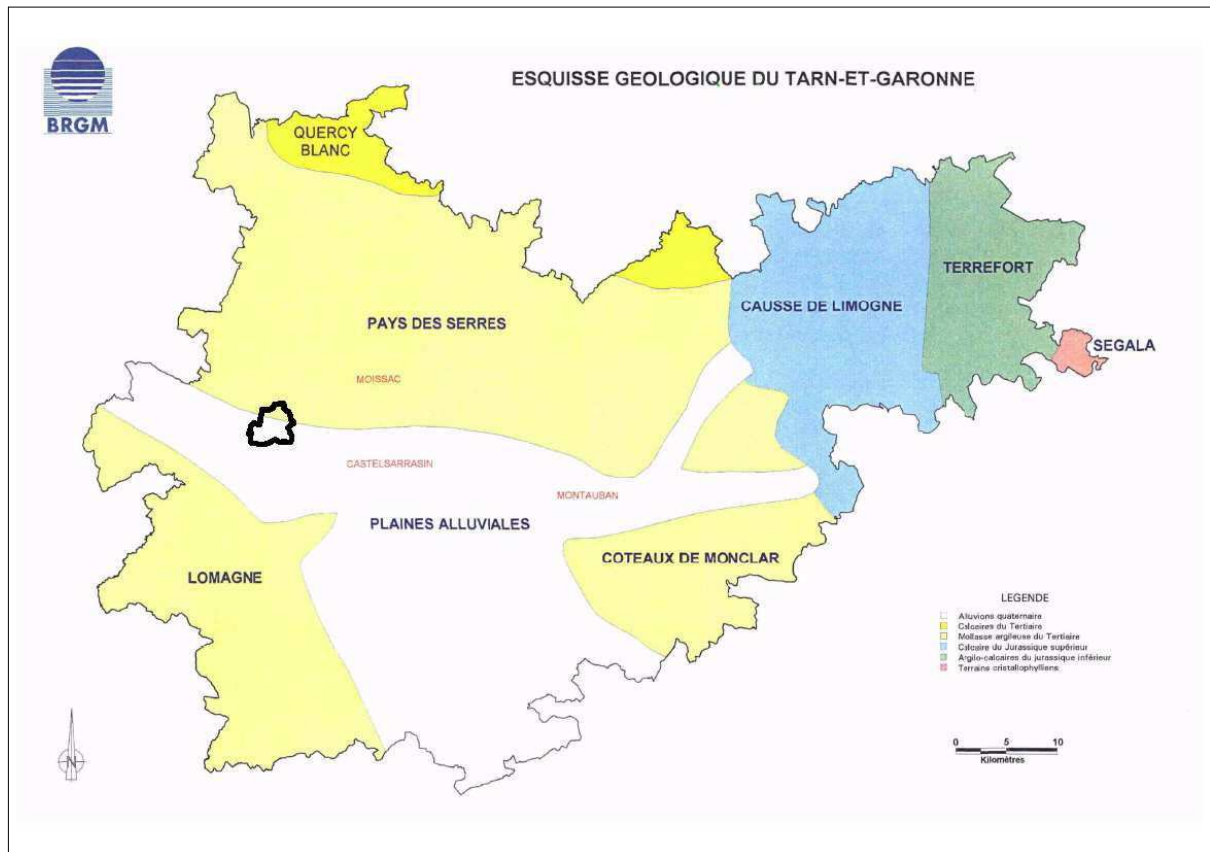 ESQUISSE GEOLOGIQUE DU TARN-ET-GARONNE
BRGM
QUERCY
BLANC
TERREFORT
CAUSSE DE LIMOGNE
PAYS DES SERRES
SEGALA
MOISSAC
CASTELSARRASIN
MONTAUBAN
PLAINES ALLUVIALES
COTEAUX DE MONCLAR
LOMAGNE
LEGENDE
Alluvions quaternaire
Calcaires du Tertiaire
Mollasse argileuse du Tertiaire
Calcaire du Jurassique supérieur
Argilo-calcaires du jurassique inférieur
Terrains cristallophylliens
0 5 10
Kilomètres
N